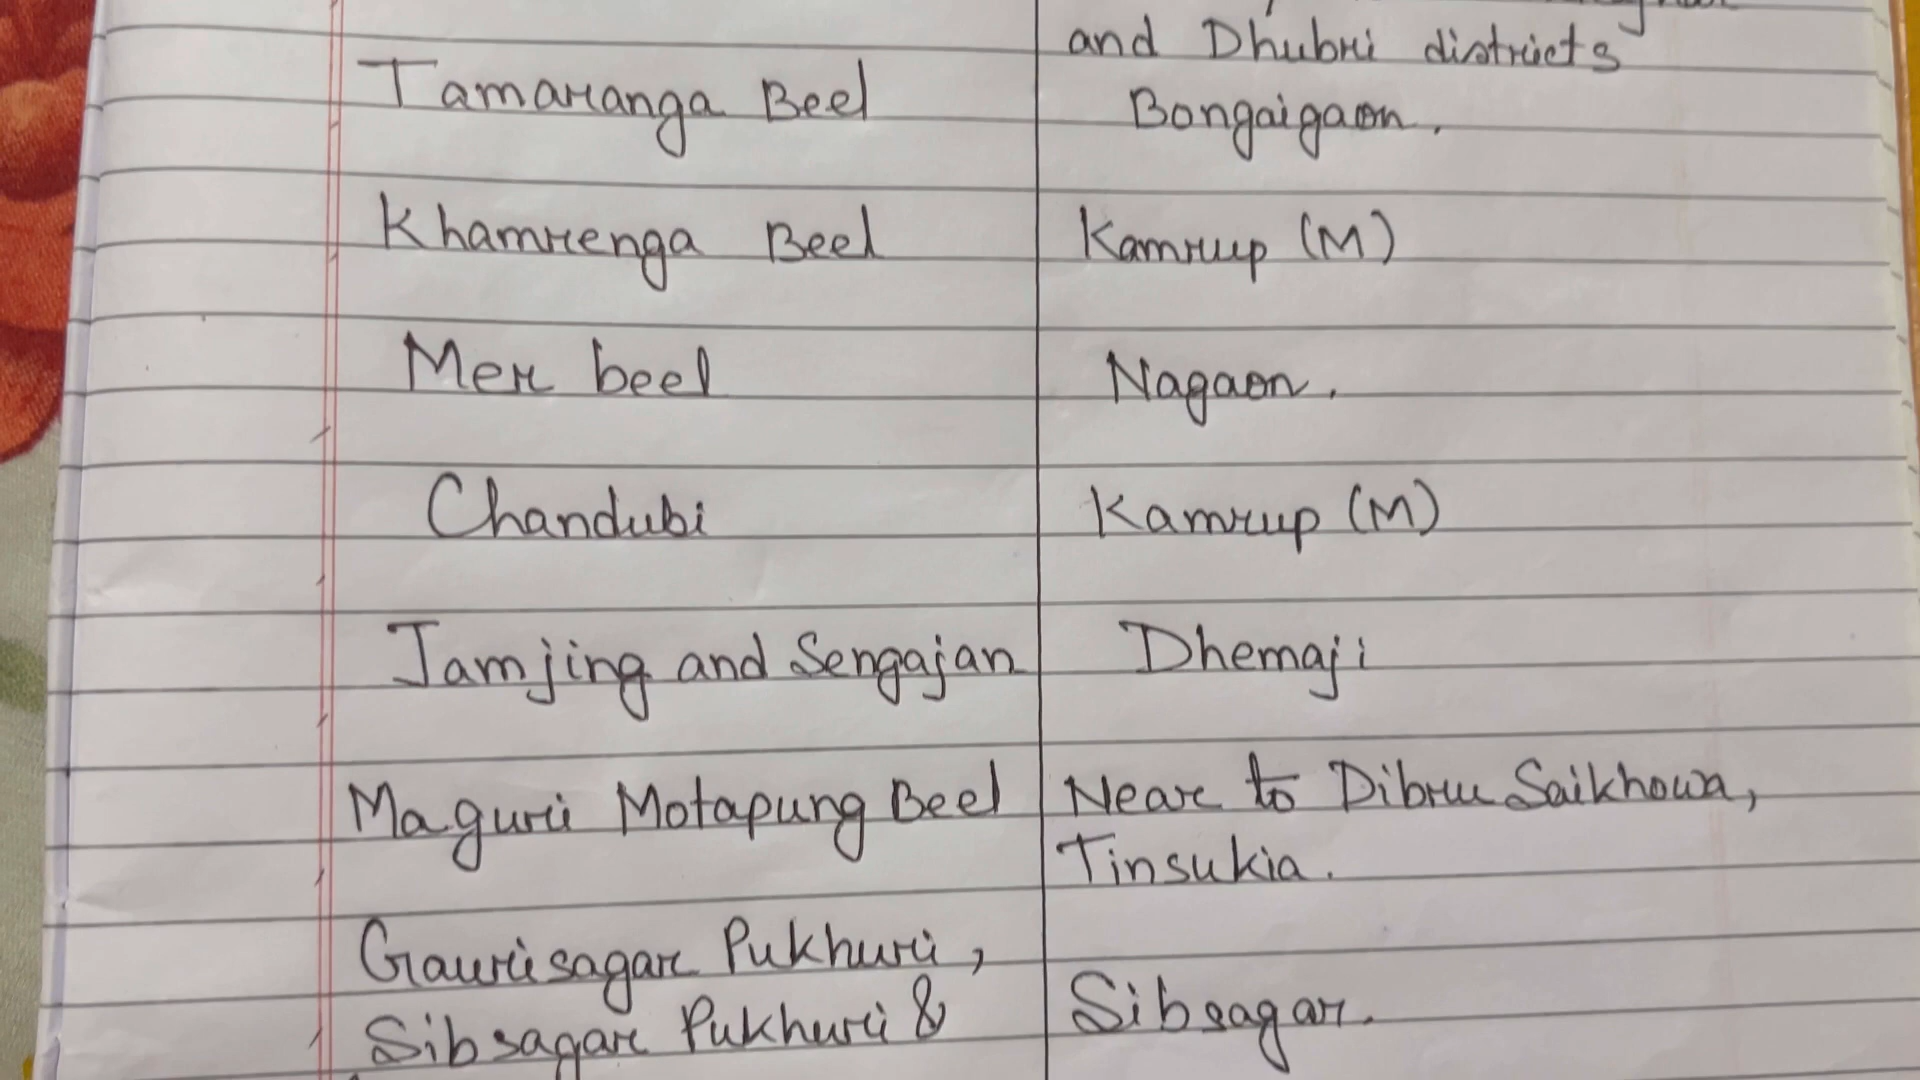 and Dhubri districts
Tamaranga Beel Bongaigaon.
Khamrenga Beel Kamrup (M)
Mer beel Nagaon.
Chandubi Kamrup (M)
Jamjing and Sengajan Dhemaji
Maguri Motapung Beel Near to Dibru Saikhowa,
Tinsukia.
Gaurisagar Pukhuri,
Sibsagar Pukhuri & Sibsagar.